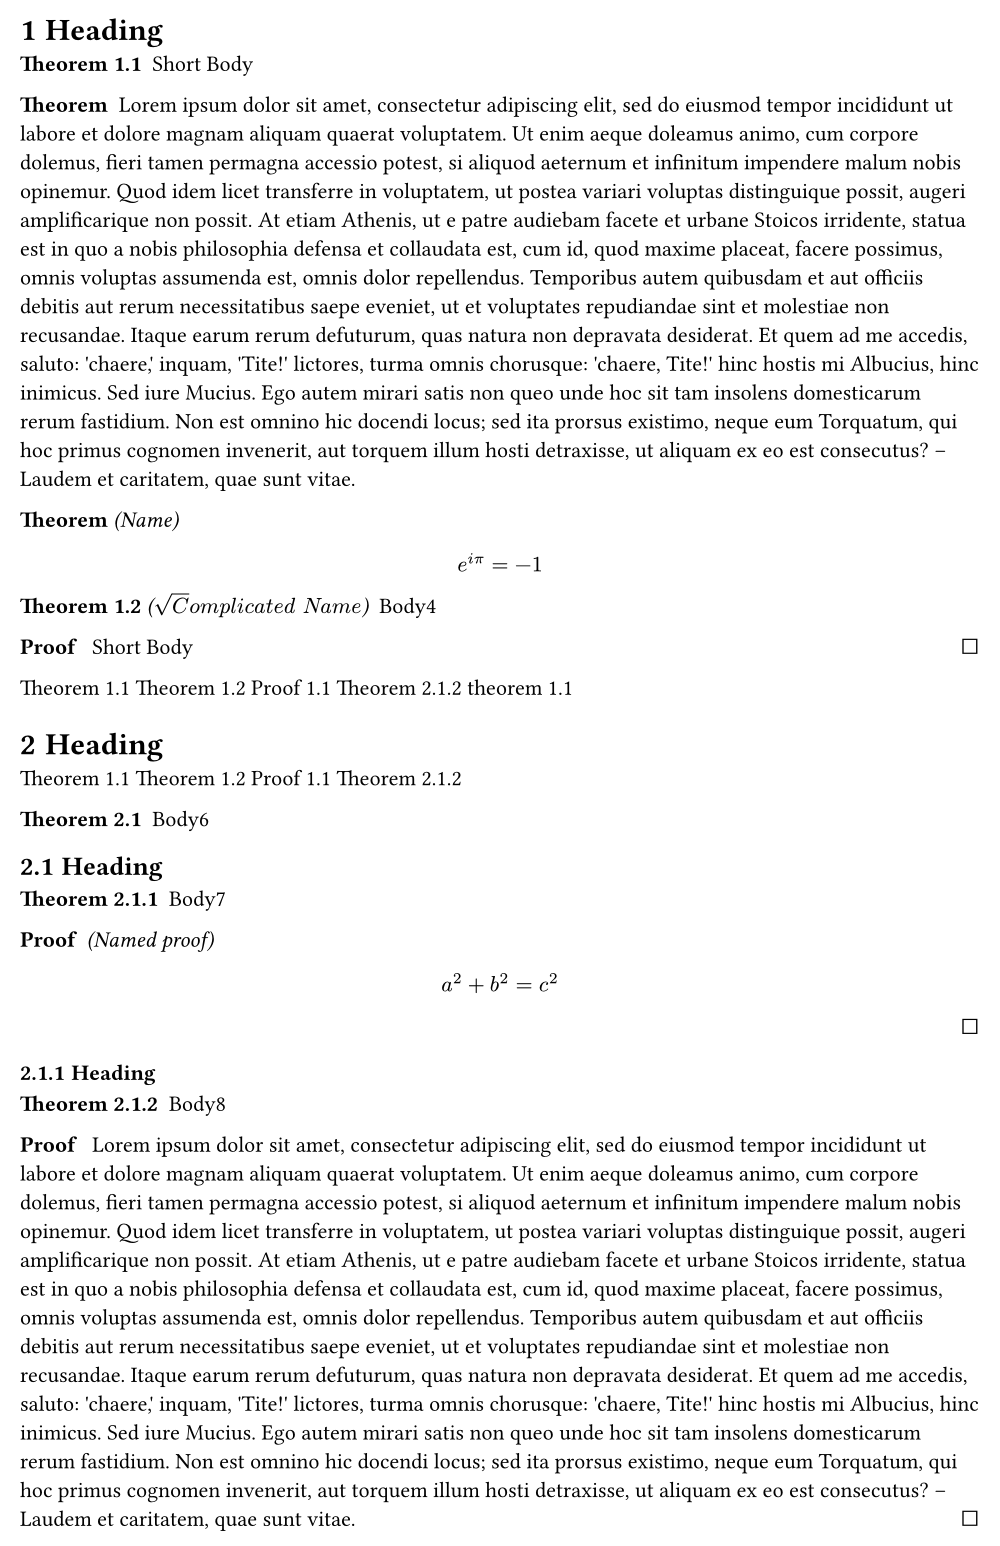 1 Heading
Theorem 1.1 Short Body
Theorem Lorem ipsum dolor sit amet, consectetur adipiscing elit, sed do eiusmod tempor incididunt ut
labore et dolore magnam aliquam quaerat voluptatem. Ut enim aeque doleamus animo, cum corpore
dolemus, fieri tamen permagna accessio potest, si aliquod aeternum et infinitum impendere malum nobis
opinemur. Quod idem licet transferre in voluptatem, ut postea variari voluptas distinguique possit, augeri
amplificarique non possit. At etiam Athenis, ut e patre audiebam facete et urbane Stoicos irridente, statua
est in quo a nobis philosophia defensa et collaudata est, cum id, quod maxime placeat, facere possimus,
omnis voluptas assumenda est, omnis dolor repellendus. Temporibus autem quibusdam et aut officiis
debitis aut rerum necessitatibus saepe eveniet, ut et voluptates repudiandae sint et molestiae non
recusandae. Itaque earum rerum defuturum, quas natura non depravata desiderat. Et quem ad me accedis,
saluto: 'chaere,' inquam, 'Tite!' lictores, turma omnis chorusque: 'chaere, Tite!' hinc hostis mi Albucius, hinc
inimicus. Sed iure Mucius. Ego autem mirari satis non queo unde hoc sit tam insolens domesticarum
rerum fastidium. Non est omnino hic docendi locus; sed ita prorsus existimo, neque eum Torquatum, qui
hoc primus cognomen invenerit, aut torquem illum hosti detraxisse, ut aliquam ex eo est consecutus? –
Laudem et caritatem, quae sunt vitae.
Theorem (Name)
e^{iπ} = −1
Theorem 1.2 (√Complicated Name) Body4
Proof Short Body □
Theorem 1.1 Theorem 1.2 Proof 1.1 Theorem 2.1.2 theorem 1.1
2 Heading
Theorem 1.1 Theorem 1.2 Proof 1.1 Theorem 2.1.2
Theorem 2.1 Body6
2.1 Heading
Theorem 2.1.1 Body7
Proof (Named proof)
a² + b² = c²
□
2.1.1 Heading
Theorem 2.1.2 Body8
Proof Lorem ipsum dolor sit amet, consectetur adipiscing elit, sed do eiusmod tempor incididunt ut
labore et dolore magnam aliquam quaerat voluptatem. Ut enim aeque doleamus animo, cum corpore
dolemus, fieri tamen permagna accessio potest, si aliquod aeternum et infinitum impendere malum nobis
opinemur. Quod idem licet transferre in voluptatem, ut postea variari voluptas distinguique possit, augeri
amplificarique non possit. At etiam Athenis, ut e patre audiebam facete et urbane Stoicos irridente, statua
est in quo a nobis philosophia defensa et collaudata est, cum id, quod maxime placeat, facere possimus,
omnis voluptas assumenda est, omnis dolor repellendus. Temporibus autem quibusdam et aut officiis
debitis aut rerum necessitatibus saepe eveniet, ut et voluptates repudiandae sint et molestiae non
recusandae. Itaque earum rerum defuturum, quas natura non depravata desiderat. Et quem ad me accedis,
saluto: 'chaere,' inquam, 'Tite!' lictores, turma omnis chorusque: 'chaere, Tite!' hinc hostis mi Albucius, hinc
inimicus. Sed iure Mucius. Ego autem mirari satis non queo unde hoc sit tam insolens domesticarum
rerum fastidium. Non est omnino hic docendi locus; sed ita prorsus existimo, neque eum Torquatum, qui
hoc primus cognomen invenerit, aut torquem illum hosti detraxisse, ut aliquam ex eo est consecutus? –
Laudem et caritatem, quae sunt vitae. □